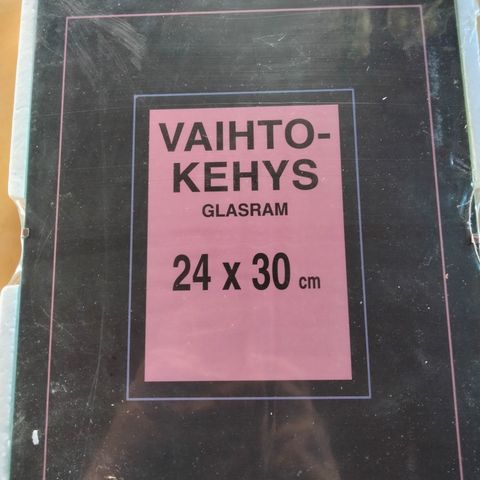 VAIHTO-
KEHYS
GLASRAM
24 x 30 cm